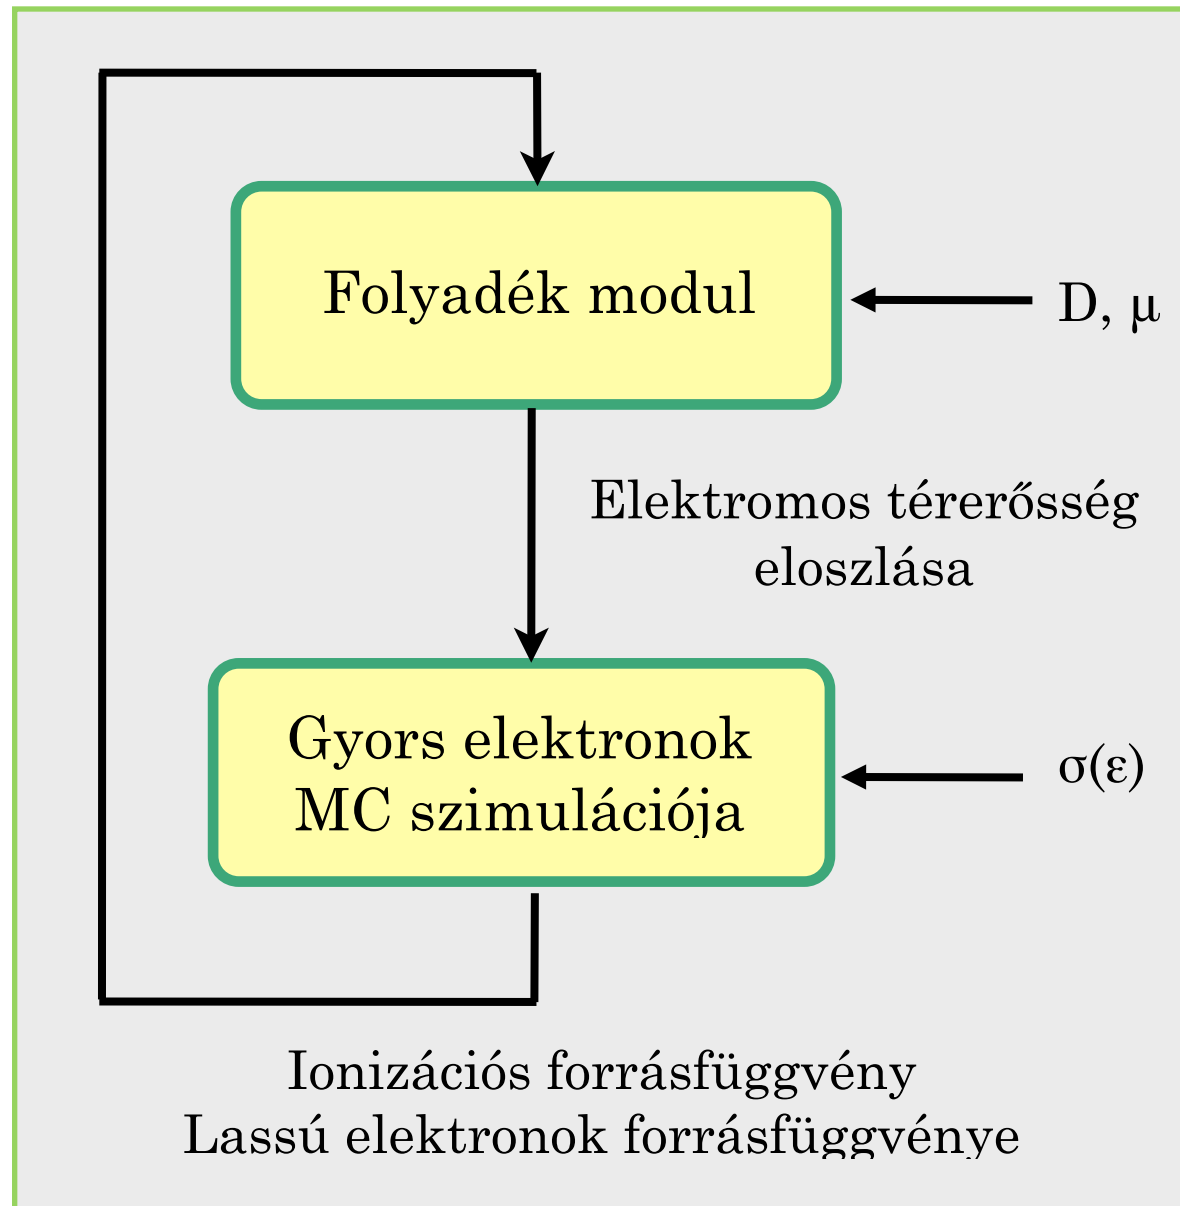 Folyadék modul
D, μ
Elektromos térerősség
eloszlása
Gyors elektronok
MC szimulációja
σ(ε)
Ionizációs forrásfüggvény
Lassú elektronok forrásfüggvénye